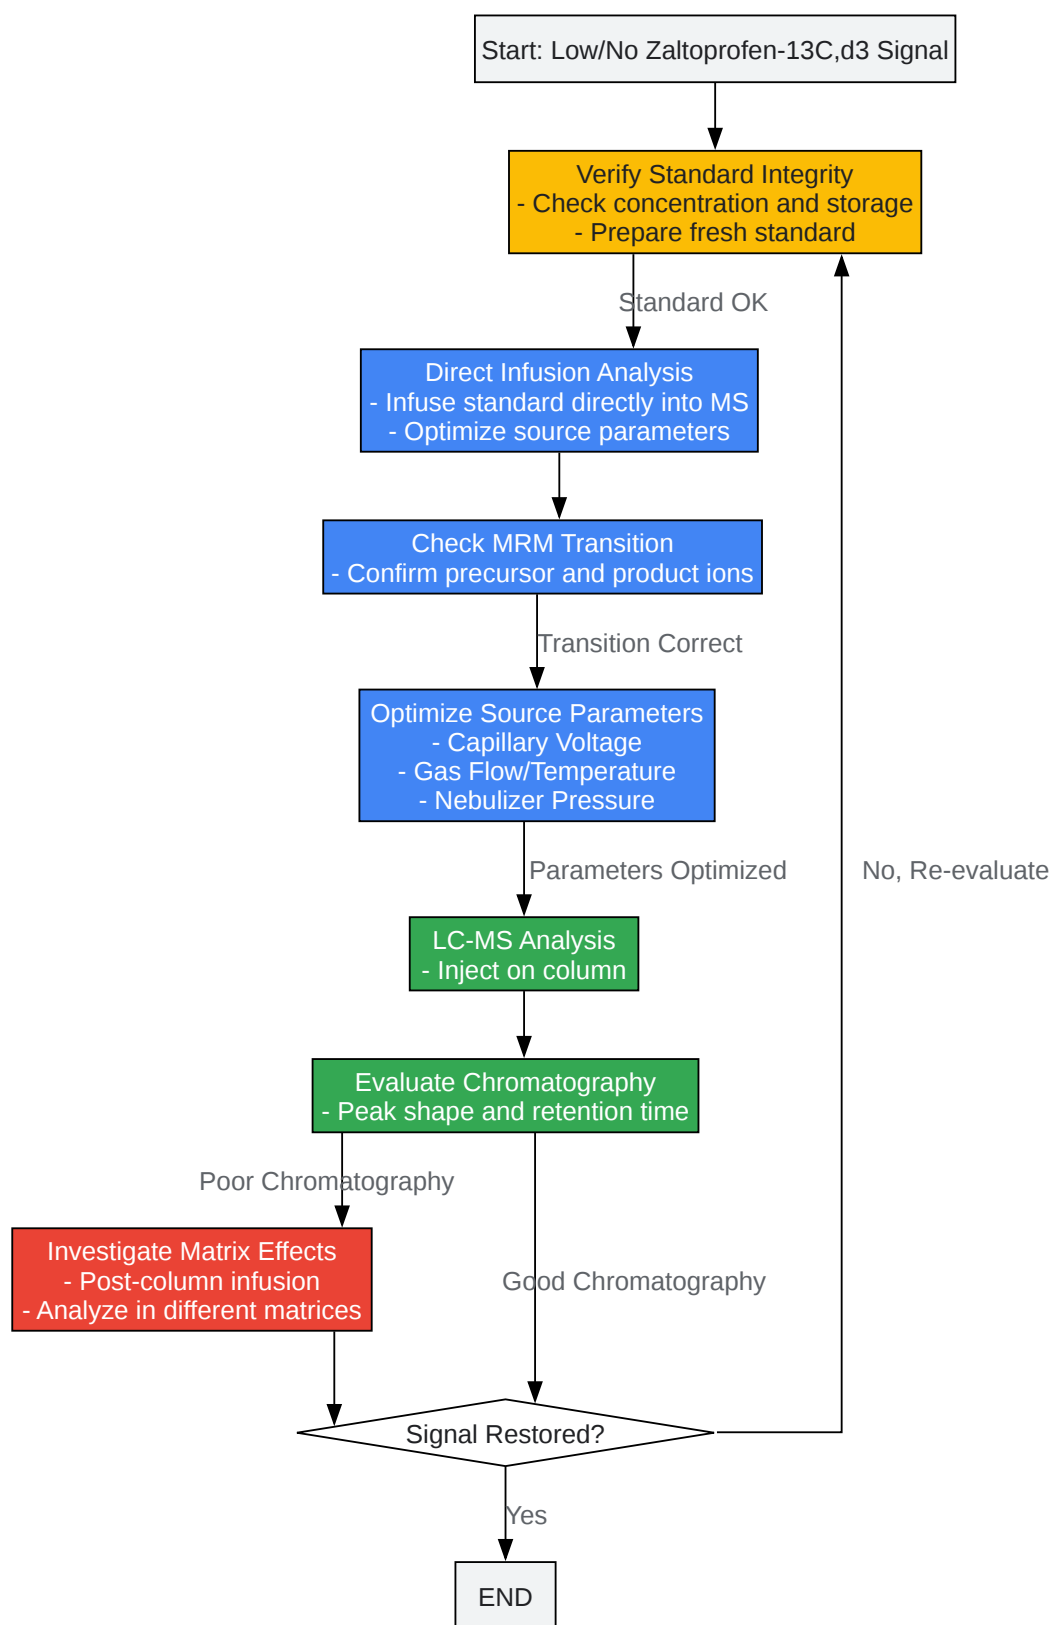 Start: Low/No Zaltoprofen-13C,d3 Signal
Verify Standard Integrity
- Check concentration and storage
- Prepare fresh standard
Standard OK
Direct Infusion Analysis
- Infuse standard directly into MS
- Optimize source parameters
Check MRM Transition
- Confirm precursor and product ions
Transition Correct
Optimize Source Parameters
- Capillary Voltage
- Gas Flow/Temperature
- Nebulizer Pressure
Parameters Optimized
No, Re-evaluate
LC-MS Analysis
- Inject on column
Evaluate Chromatography
- Peak shape and retention time
Poor Chromatography
Investigate Matrix Effects
- Post-column infusion
- Analyze in different matrices
Good Chromatography
Signal Restored?
Yes
END